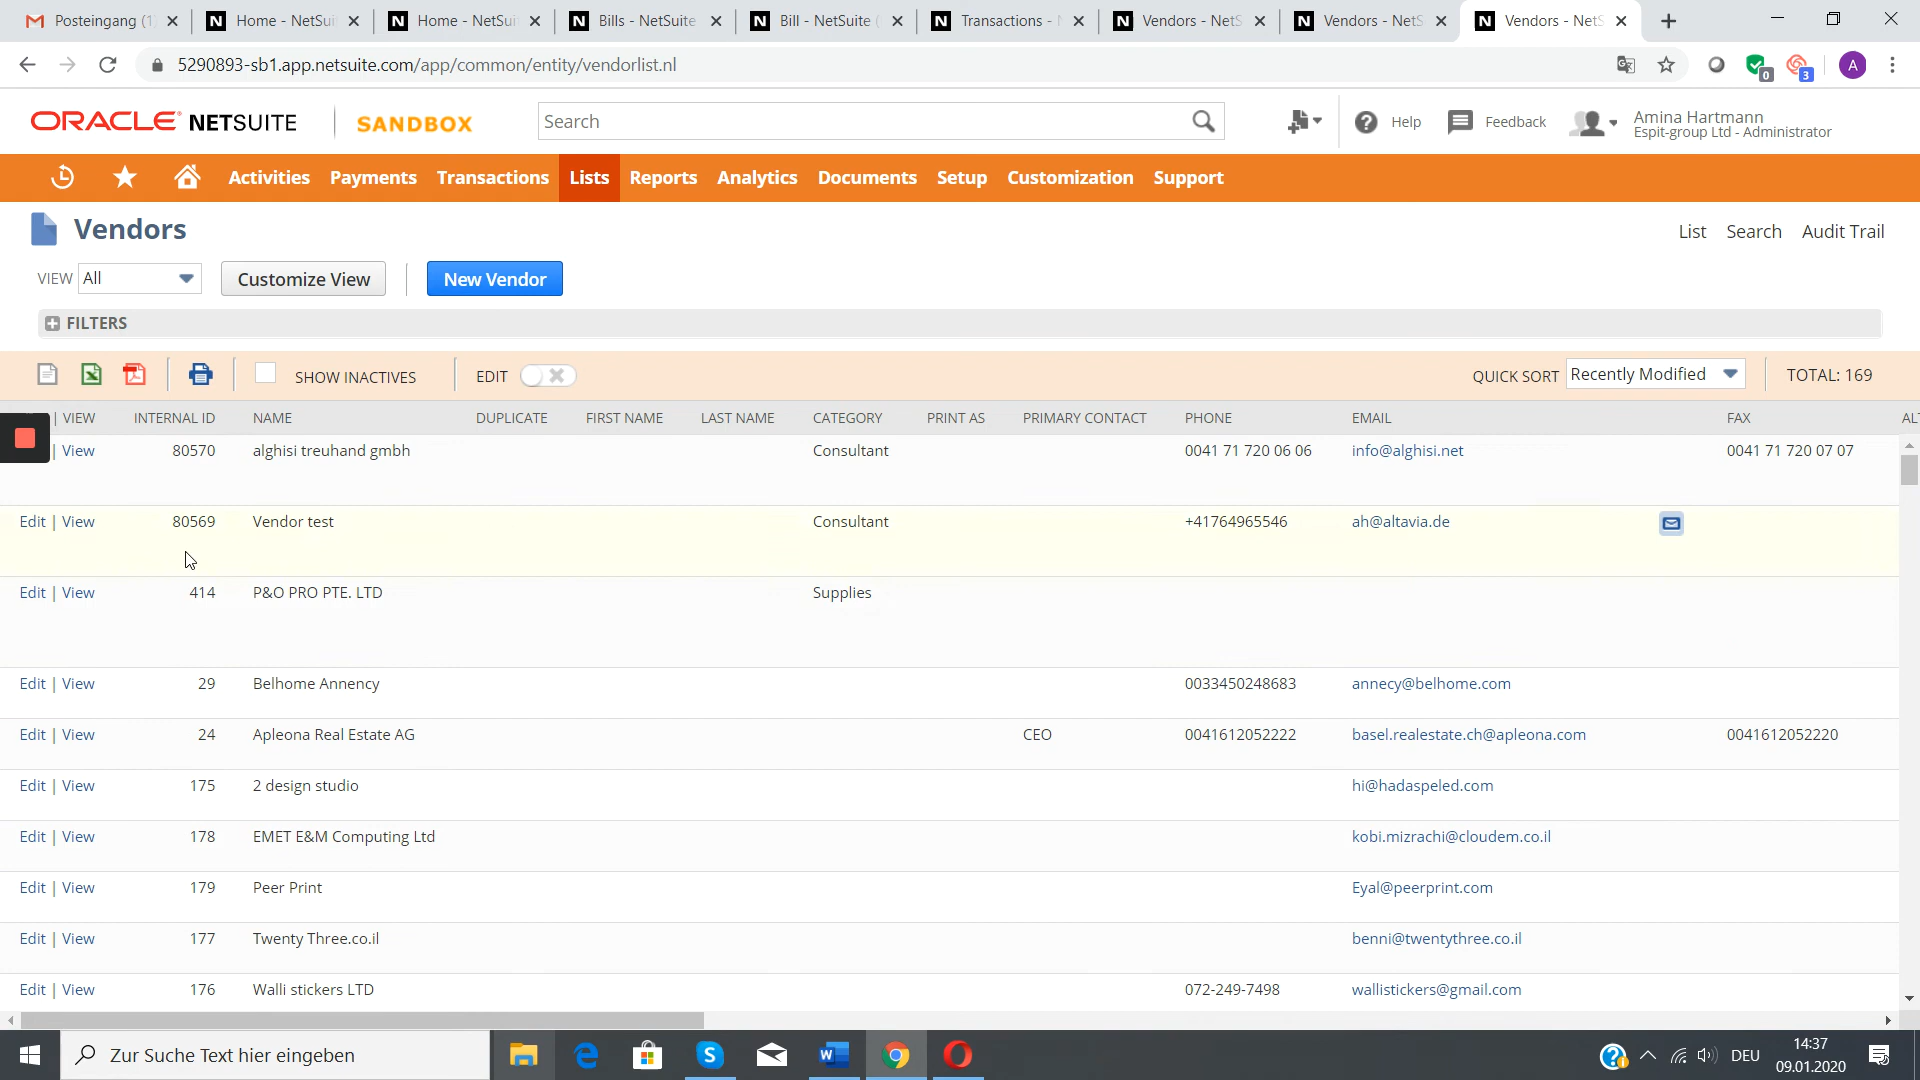 Posteingang (1)
Home - NetSui
Home - NetSui
Bills - NetSuite
Bill - NetSuite (
Transactions - N
Vendors - NetS
Vendors - NetS
Vendors - NetS
5290893-sb1.app.netsuite.com/app/common/entity/vendorlist.nl
0
3
A
ORACLE NETSUITE
SANDBOX
Search
Help
Feedback
Amina Hartmann
Espit-group Ltd - Administrator
Activities Payments Transactions Lists Reports Analytics Documents Setup Customization Support
Vendors
List Search Audit Trail
VIEW All Customize View New Vendor
FILTERS
SHOW INACTIVES EDIT QUICK SORT Recently Modified TOTAL: 169
| VIEW INTERNAL ID NAME DUPLICATE FIRST NAME LAST NAME CATEGORY PRINT AS PRIMARY CONTACT PHONE EMAIL FAX ALT
| View 80570 alghisi treuhand gmbh Consultant 0041 71 720 06 06 info@alghisi.net 0041 71 720 07 07
Edit | View 80569 Vendor test Consultant +41764965546 ah@altavia.de
Edit | View 414 P&O PRO PTE. LTD Supplies
Edit | View 29 Belhome Annency 0033450248683 annecy@belhome.com
Edit | View 24 Apleona Real Estate AG CEO 0041612052222 basel.realestate.ch@apleona.com 0041612052220
Edit | View 175 2 design studio hi@hadaspeled.com
Edit | View 178 EMET E&M Computing Ltd kobi.mizrachi@cloudem.co.il
Edit | View 179 Peer Print Eyal@peerprint.com
Edit | View 177 Twenty Three.co.il benni@twentythree.co.il
Edit | View 176 Walli stickers LTD 072-249-7498 wallistickers@gmail.com
Zur Suche Text hier eingeben
DEU
14:37
09.01.2020